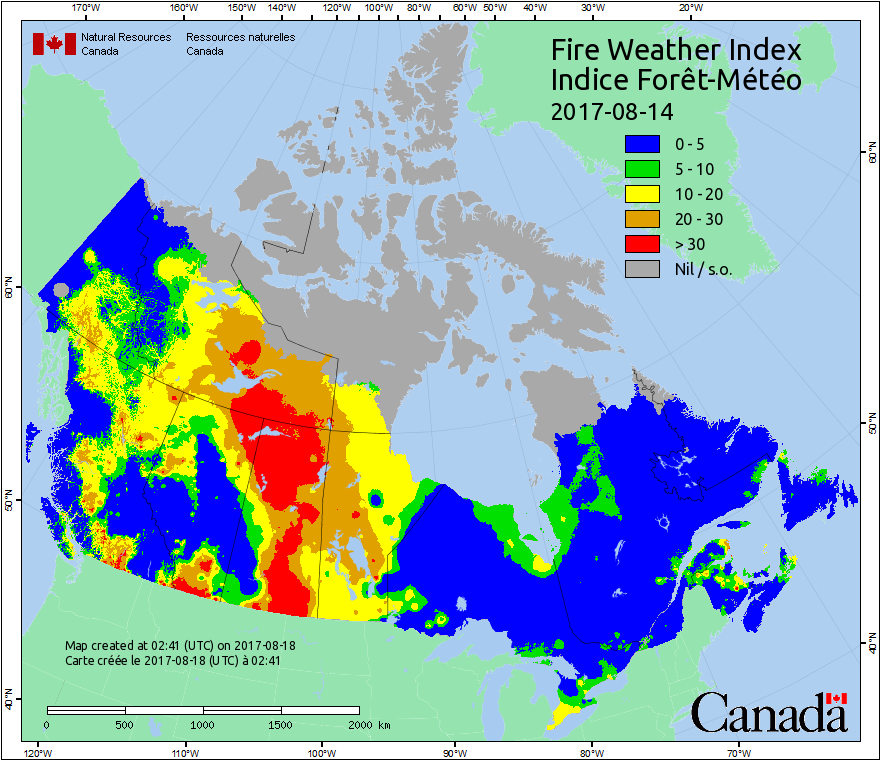 170°W 160°W 150°W 140°W 130°W 120°W 110°W 100°W 90°W 80°W 70°W 60°W 50°W 40°W 30°W 20°W
Natural Resources Ressources naturelles
Canada Canada
Fire Weather Index
Indice Forêt-Météo
2017-08-14
0 - 5
5 - 10
10 - 20
20 - 30
> 30
Nil / s.o.
60°N
60°N
50°N
50°N
40°N
40°N
Map created at 02:41 (UTC) on 2017-08-18
Carte créée le 2017-08-18 (UTC) à 02:41
0 500 1000 1500 2000 km
Canada
120°W 110°W 100°W 90°W 80°W 70°W